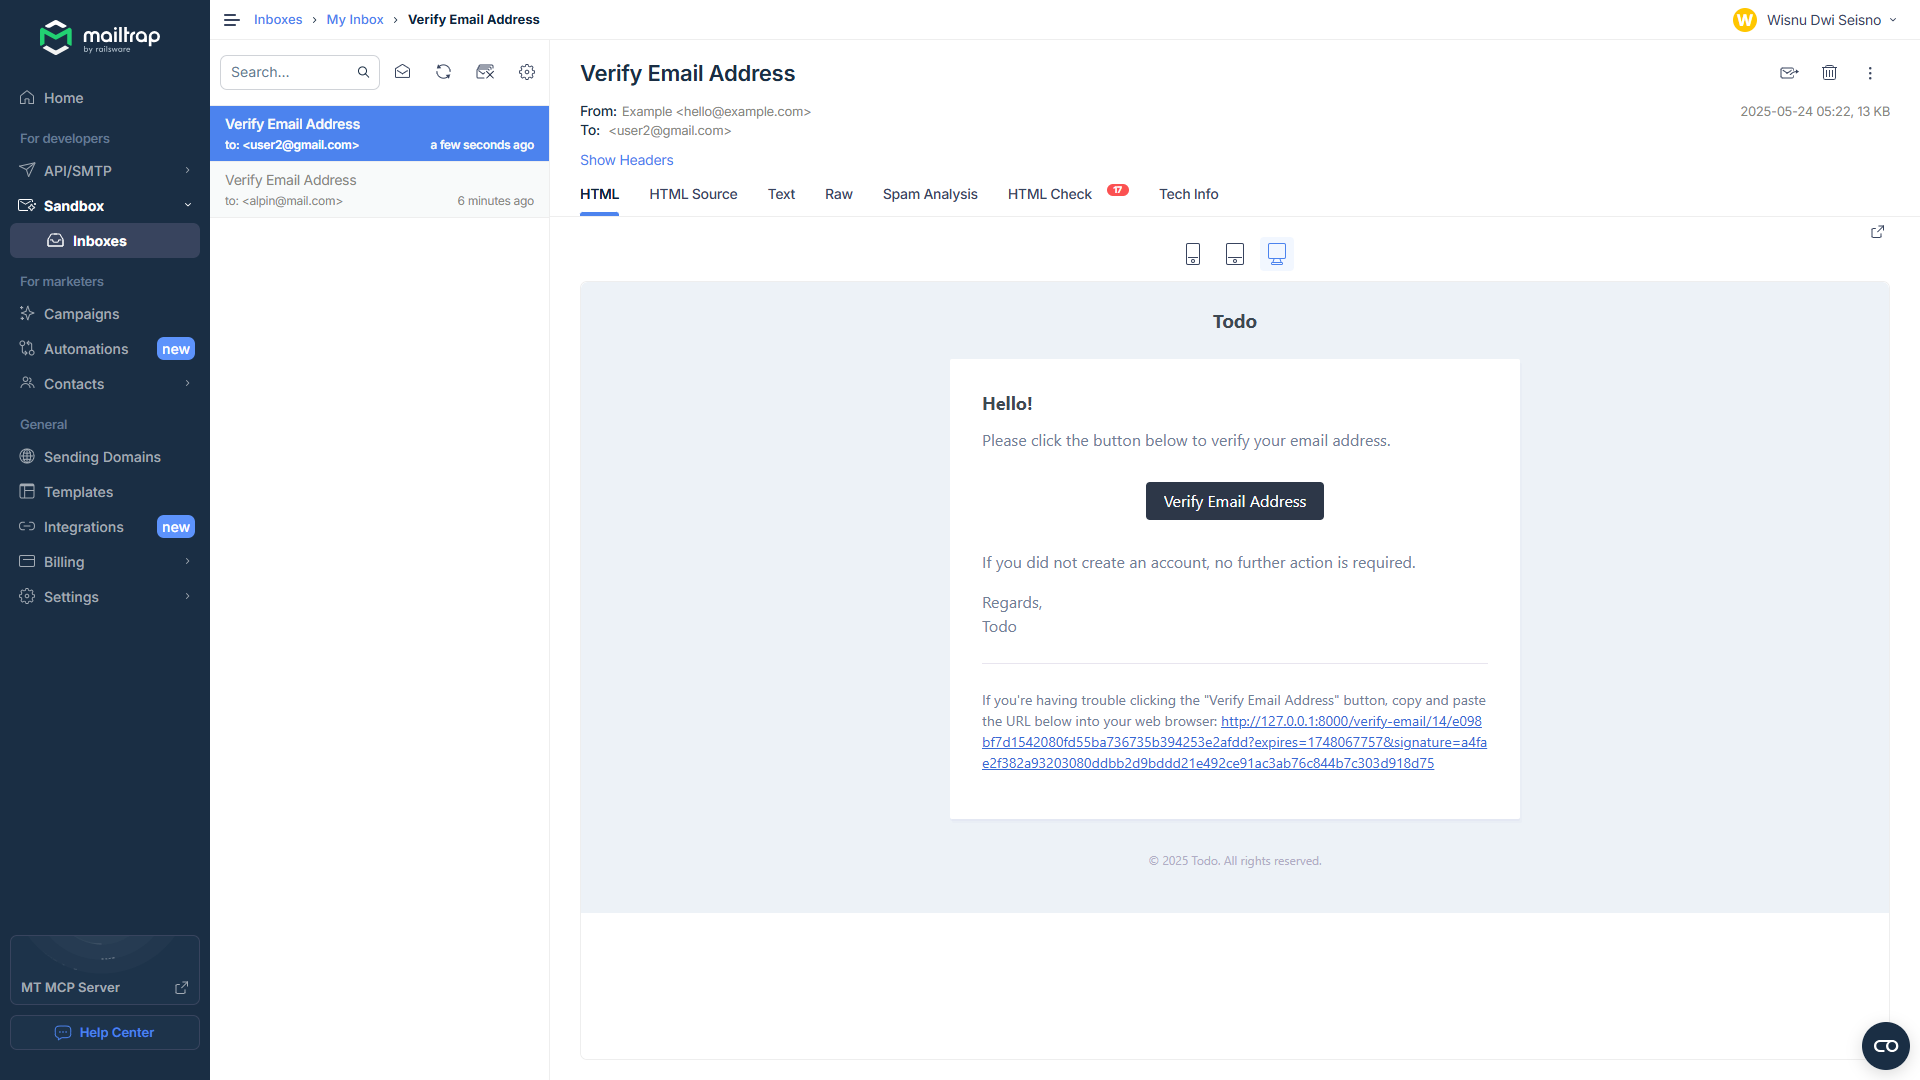 mailtrap
by railsware
Home
For developers
API/SMTP
Sandbox
Inboxes
For marketers
Campaigns
Automations new
Contacts
General
Sending Domains
Templates
Integrations new
Billing
Settings
MT MCP Server
Help Center
Inboxes › My Inbox › Verify Email Address
W Wisnu Dwi Seisno
Search...
Verify Email Address
to: <user2@gmail.com> a few seconds ago
Verify Email Address
to: <alpin@mail.com> 6 minutes ago
Verify Email Address
From: Example <hello@example.com> 2025-05-24 05:22, 13 KB
To: <user2@gmail.com>
Show Headers
HTML HTML Source Text Raw Spam Analysis HTML Check 17 Tech Info
Todo
Hello!
Please click the button below to verify your email address.
Verify Email Address
If you did not create an account, no further action is required.
Regards,
Todo
If you're having trouble clicking the "Verify Email Address" button, copy and paste
the URL below into your web browser: http://127.0.0.1:8000/verify-email/14/e098
bf7d1542080fd55ba736735b394253e2afdd?expires=1748067757&signature=a4fa
e2f382a93203080ddbb2d9bddd21e492ce91ac3ab76c844b7c303d918d75
© 2025 Todo. All rights reserved.